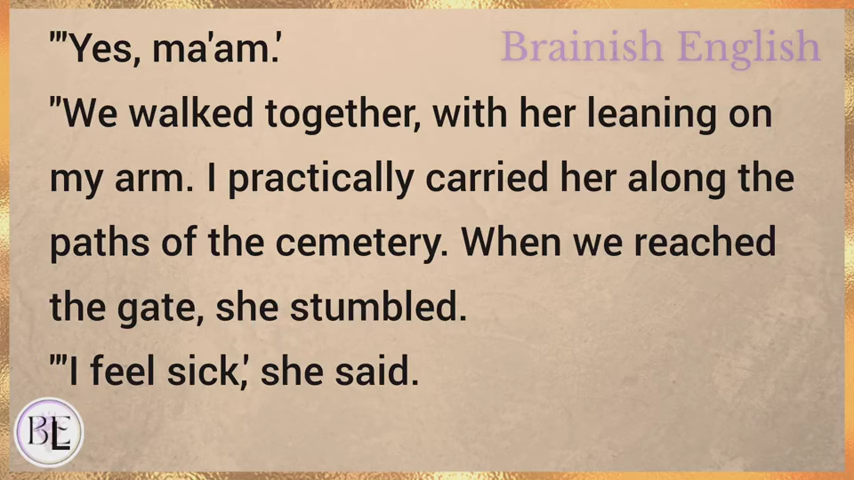 "'Yes, ma'am.'
Brainish English
"We walked together, with her leaning on
my arm. I practically carried her along the
paths of the cemetery. When we reached
the gate, she stumbled.
"'I feel sick,' she said.
BE